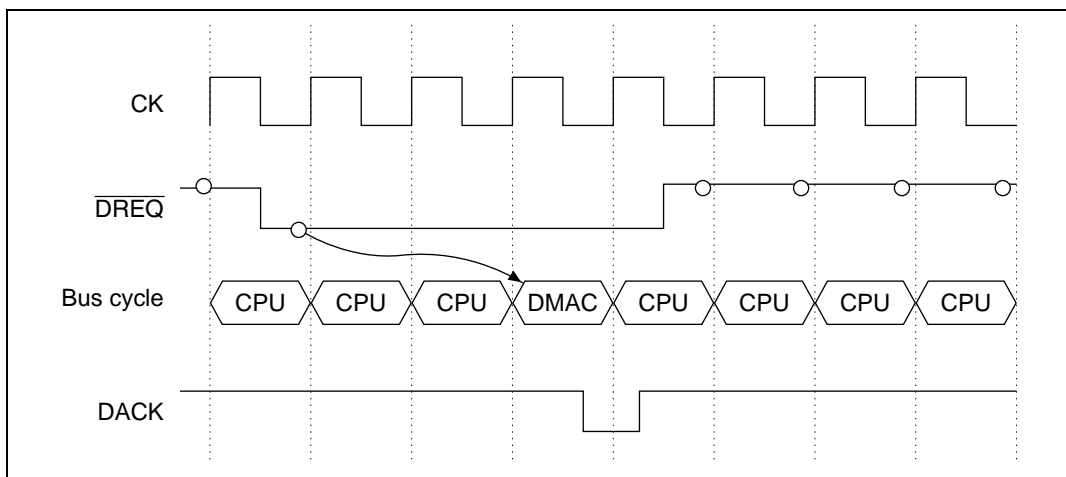 CK
DREQ
Bus cycle CPU CPU CPU DMAC CPU CPU CPU CPU
DACK